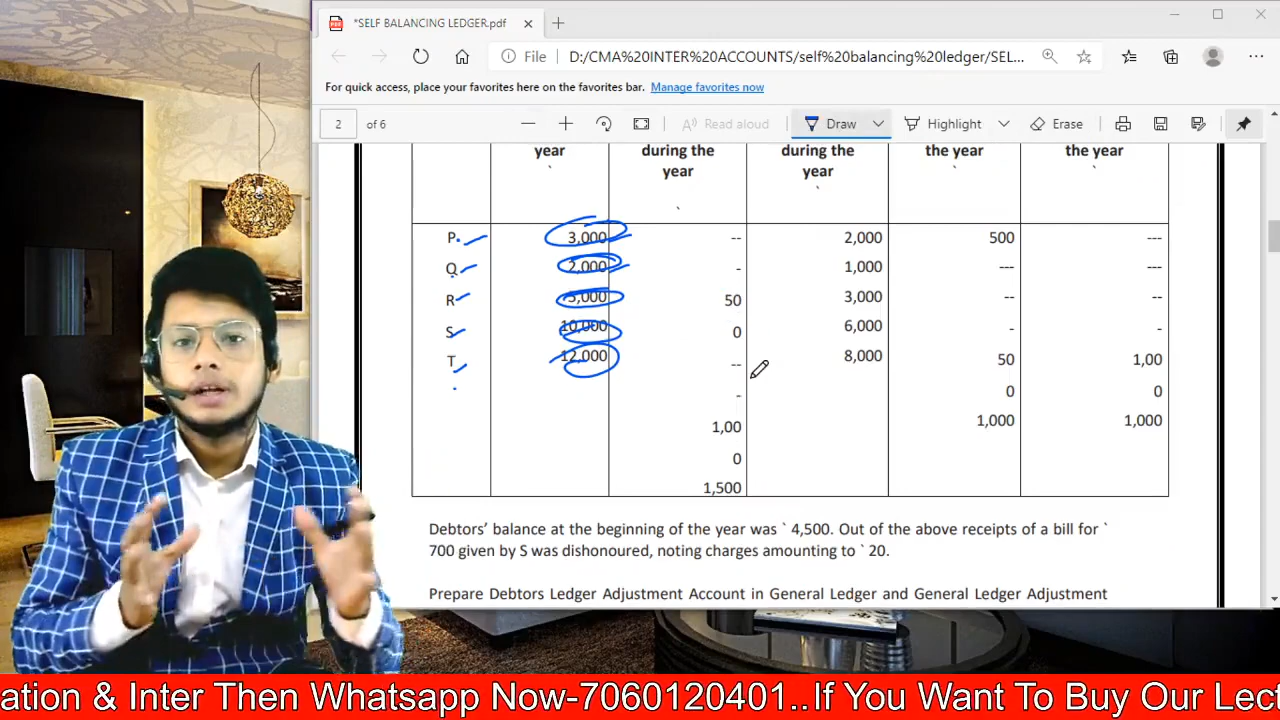 *SELF BALANCING LEDGER.pdf
File D:/CMA%20INTER%20ACCOUNTS/self%20balancing%20ledger/SEL...
For quick access, place your favorites here on the favorites bar. Manage favorites now
2 of 6 Read aloud Draw Highlight Erase
year during the year during the year the year the year
` ` ` ` `
P. 3,000 -- 2,000 500 ---
Q 2,000 - 1,000 --- ---
R 5,000 50 3,000 -- --
S 10,000 0 6,000 - -
T 12,000 -- 8,000 50 1,00
- 0 0
1,00 1,000 1,000
0
1,500
Debtors’ balance at the beginning of the year was ` 4,500. Out of the above receipts of a bill for `
700 given by S was dishonoured, noting charges amounting to ` 20.
Prepare Debtors Ledger Adjustment Account in General Ledger and General Ledger Adjustment
ation & Inter Then Whatsapp Now-7060120401..If You Want To Buy Our Lect